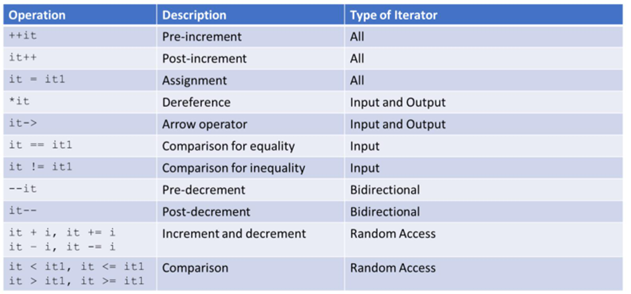 Operation Description Type of Iterator
++it Pre-increment All
it++ Post-increment All
it = it1 Assignment All
*it Dereference Input and Output
it-> Arrow operator Input and Output
it == it1 Comparison for equality Input
it != it1 Comparison for inequality Input
--it Pre-decrement Bidirectional
it-- Post-decrement Bidirectional
it + i, it += i Increment and decrement Random Access
it - i, it -= i
it < it1, it <= it1 Comparison Random Access
it > it1, it >= it1